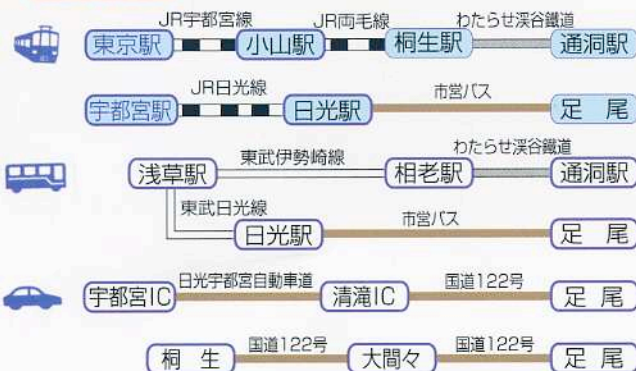 JR宇都宮線 JR両毛線 わたらせ渓谷鐵道
東京駅 小山駅 桐生駅 通洞駅
JR日光線 市営バス
宇都宮駅 日光駅 足尾
東武伊勢崎線 わたらせ渓谷鐵道
浅草駅 相老駅 通洞駅
東武日光線 市営バス
日光駅 足尾
日光宇都宮自動車道 国道122号
宇都宮IC 清滝IC 足尾
国道122号 国道122号
桐生 大間々 足尾